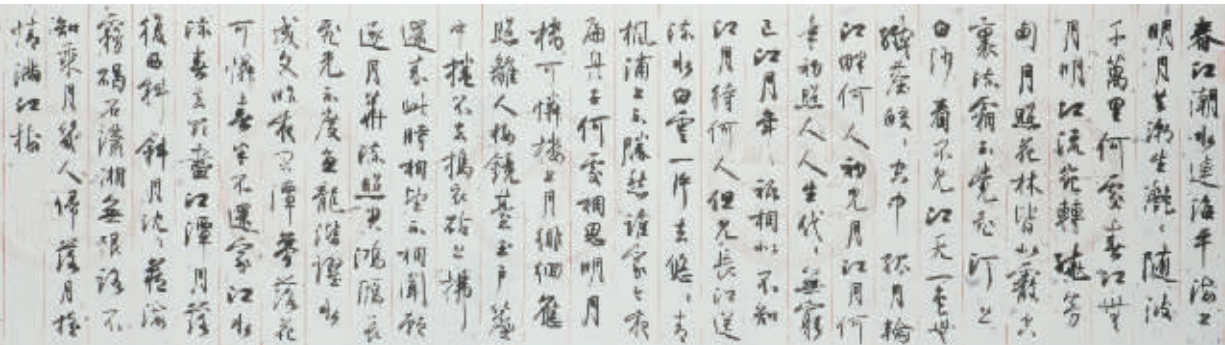 春江潮水連海平海上
明月共潮生灧〻随波
千萬里何處春江無
月明江流宛轉繞芳
甸月照花林皆似霰空
裏流霜不覺飛汀上
白沙看不見江天一色無
纖塵皎〻空中孤月輪
江畔何人初見月江月何
年初照人人生代〻無窮
已江月年〻祗相似不知
江月待何人但見長江送
流水白雲一片去悠〻青
楓浦上不勝愁誰家今夜
扁舟子何處相思明月
樓可憐樓上月徘徊應
照離人妝鏡臺玉戶簾
中捲不去搗衣砧上拂
還來此時相望不相聞願
逐月華流照君鴻雁長
飛光不度魚龍潛躍水
成文昨夜閒潭夢落花
可憐春半不還家江水
流春去欲盡江潭月落
復西斜斜月沉〻藏海
霧碣石瀟湘無限路不
知乘月幾人歸落月搖
情滿江樹